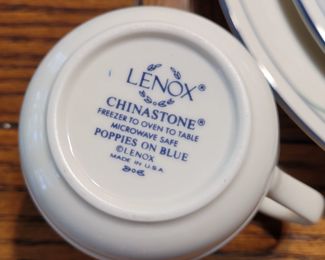 LENOX®
CHINASTONE®
FREEZER TO OVEN TO TABLE
MICROWAVE SAFE
POPPIES ON BLUE
©LENOX
MADE IN U.S.A.